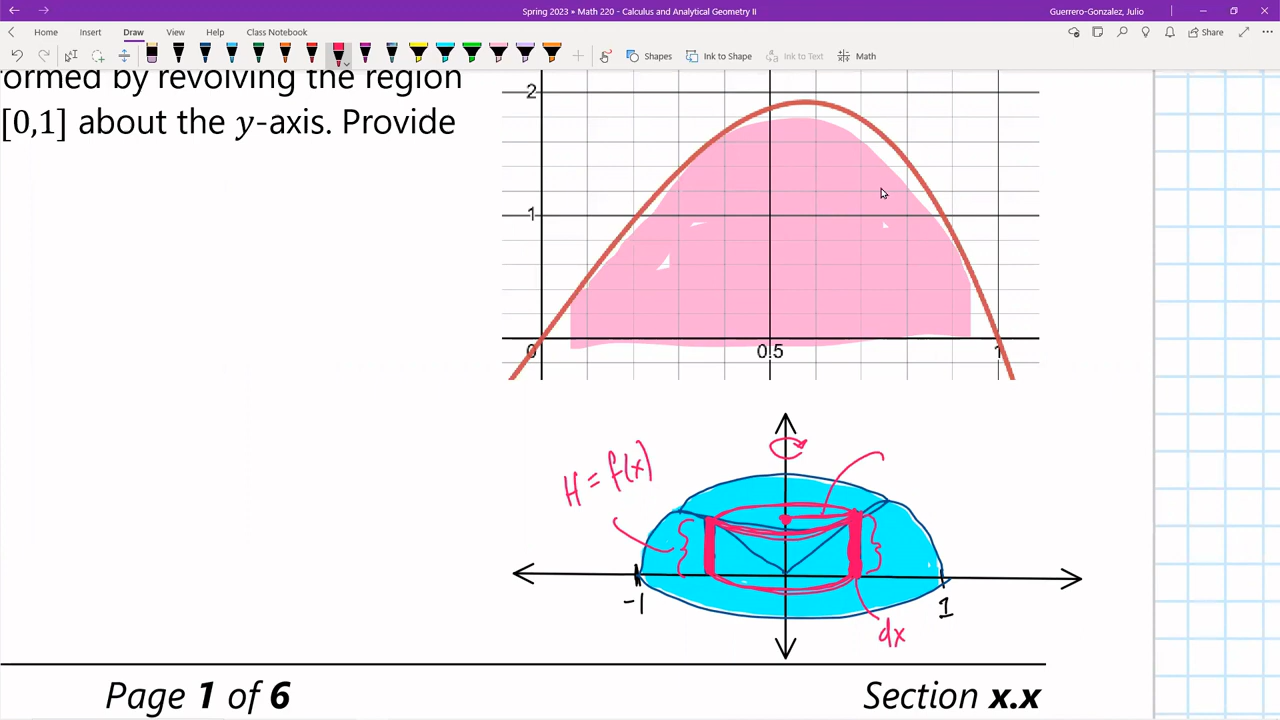 Spring 2023 » Math 220 - Calculus and Analytical Geometry II
Guerrero-Gonzalez, Julio
Home Insert Draw View Help Class Notebook
Share
Shapes Ink to Shape Ink to Text Math
ormed by revolving the region
[0,1] about the y-axis. Provide
2
1
0 0.5 1
H = f(x)
-1 1
dx
Page 1 of 6
Section x.x